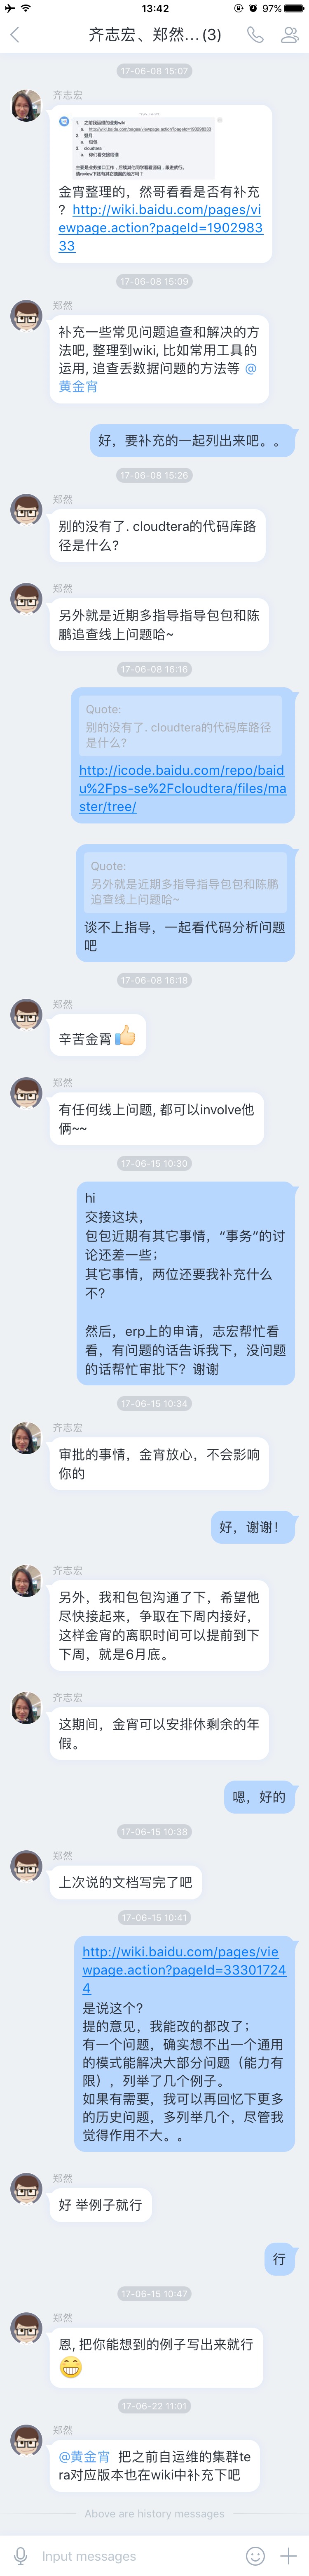 13:42
97%
齐志宏、郑然...(3)
17-06-08 15:07
齐志宏
金宵整理的，然哥看看是否有补充
？ http://wiki.baidu.com/pages/vi
ewpage.action?pageId=1902983
33
17-06-08 15:09
郑然
补充一些常见问题追查和解决的方
法吧, 整理到wiki, 比如常用工具的
运用, 追查丢数据问题的方法等 @
黄金宵
好，要补充的一起列出来吧。。
17-06-08 15:26
郑然
别的没有了. cloudtera的代码库路
径是什么?
郑然
另外就是近期多指导指导包包和陈
鹏追查线上问题哈~
17-06-08 16:16
Quote:
别的没有了. cloudtera的代码库路径
是什么?
http://icode.baidu.com/repo/baid
u%2Fps-se%2Fcloudtera/files/ma
ster/tree/
Quote:
另外就是近期多指导指导包包和陈鹏
追查线上问题哈~
谈不上指导，一起看代码分析问题
吧
17-06-08 16:18
郑然
辛苦金霄
郑然
有任何线上问题, 都可以involve他
俩~~
17-06-15 10:30
hi
交接这块，
包包近期有其它事情，“事务”的讨
论还差一些；
其它事情，两位还要我补充什么
不？
然后，erp上的申请，志宏帮忙看
看，有问题的话告诉我下，没问题
的话帮忙审批下？谢谢
17-06-15 10:34
齐志宏
审批的事情，金宵放心，不会影响
你的
好，谢谢！
齐志宏
另外，我和包包沟通了下，希望他
尽快接起来，争取在下周内接好，
这样金宵的离职时间可以提前到下
下周，就是6月底。
齐志宏
这期间，金宵可以安排休剩余的年
假。
嗯，好的
17-06-15 10:38
郑然
上次说的文档写完了吧
17-06-15 10:41
http://wiki.baidu.com/pages/vie
wpage.action?pageId=33301724
4
是说这个？
提的意见，我能改的都改了；
有一个问题，确实想不出一个通用
的模式能解决大部分问题（能力有
限），列举了几个例子。
如果有需要，我可以再回忆下更多
的历史问题，多列举几个，尽管我
觉得作用不大。。
郑然
好 举例子就行
行
17-06-15 10:47
郑然
恩, 把你能想到的例子写出来就行
17-06-22 11:01
郑然
@黄金宵 把之前自运维的集群te
ra对应版本也在wiki中补充下吧
Above are history messages
Input messages